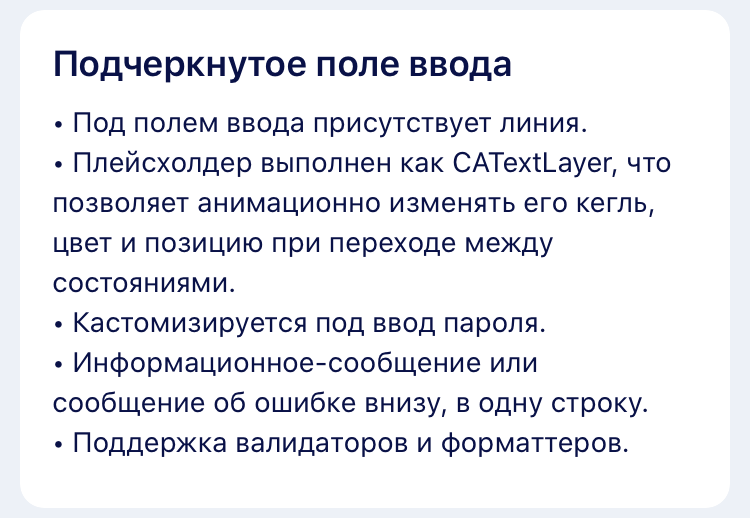 Подчеркнутое поле ввода
• Под полем ввода присутствует линия.
• Плейсхолдер выполнен как CATextLayer, что
позволяет анимационно изменять его кегль,
цвет и позицию при переходе между
состояниями.
• Кастомизируется под ввод пароля.
• Информационное-сообщение или
сообщение об ошибке внизу, в одну строку.
• Поддержка валидаторов и форматтеров.